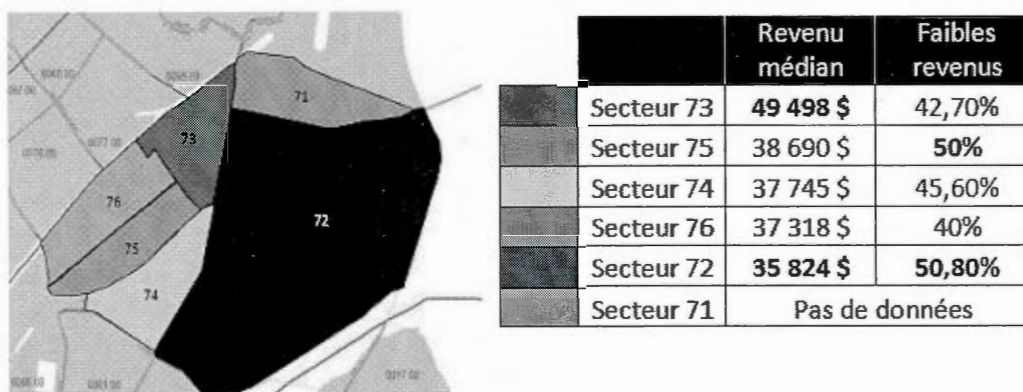 71
73
76
72
75
74
0077.00
Revenu médian Faibles revenus
Secteur 73 49 498 $ 42,70%
Secteur 75 38 690 $ 50%
Secteur 74 37 745 $ 45,60%
Secteur 76 37 318 $ 40%
Secteur 72 35 824 $ 50,80%
Secteur 71 Pas de données